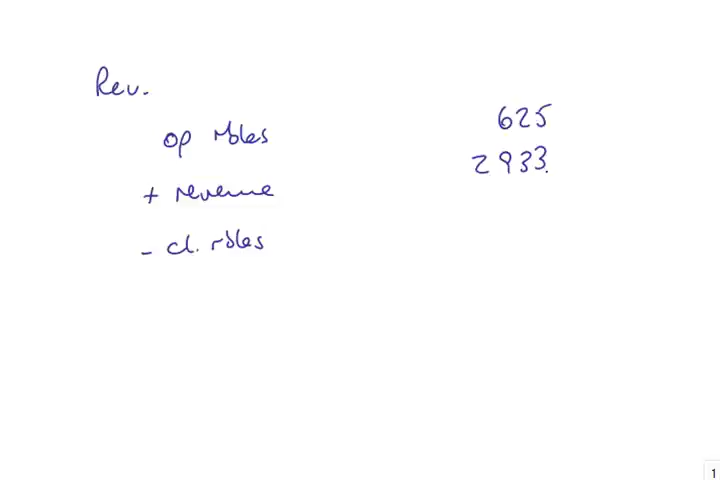 Rev.
op rbles 625
+ revenue 2933
- cl. rbles
1